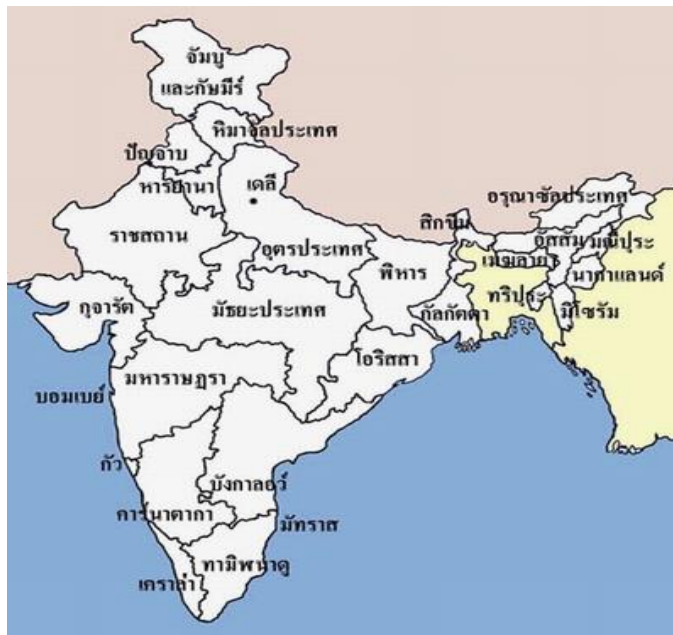 จัมบู
และกัษมีร์
หิมาจัลประเทศ
ปัญจาบ
หารยานา
เดลี
อรุณาชัลประเทศ
สิกขิม
ราชสถาน
อุตรประเทศ
อัสสัม
มณีปุระ
เมฆลายา
พิหาร
นากาแลนด์
กุจารัต
มัธยะประเทศ
ทริปุระ
กัลกัตตา
มิโซรัม
โอริสสา
มหาราษฎรา
บอมเบย์
กัว
บังกาลอว์
คาร์นาตากา
มัทราส
ทามิฬนาดู
เคราล่า